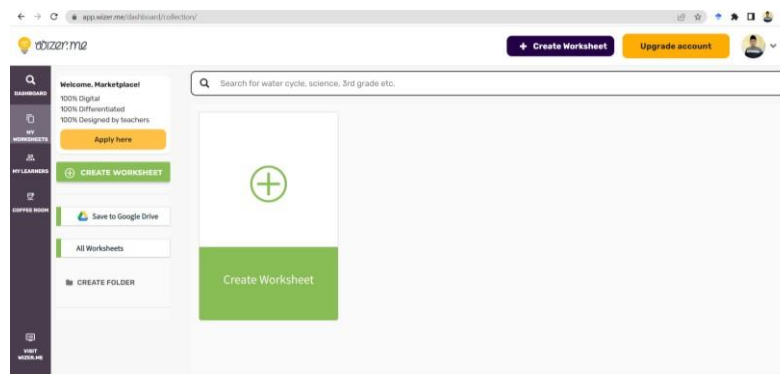 app.wizer.me/dashboard/collection/
wizer.me
+ Create Worksheet
Upgrade account
DASHBOARD
MY
WORKSHEETS
MY LEARNERS
COFFEE ROOM
VISIT
WIZER.ME
Welcome, Marketplace!
100% Digital
100% Differentiated
100% Designed by teachers
Apply here
CREATE WORKSHEET
Save to Google Drive
All Worksheets
CREATE FOLDER
Search for water cycle, science, 3rd grade etc.
Create Worksheet